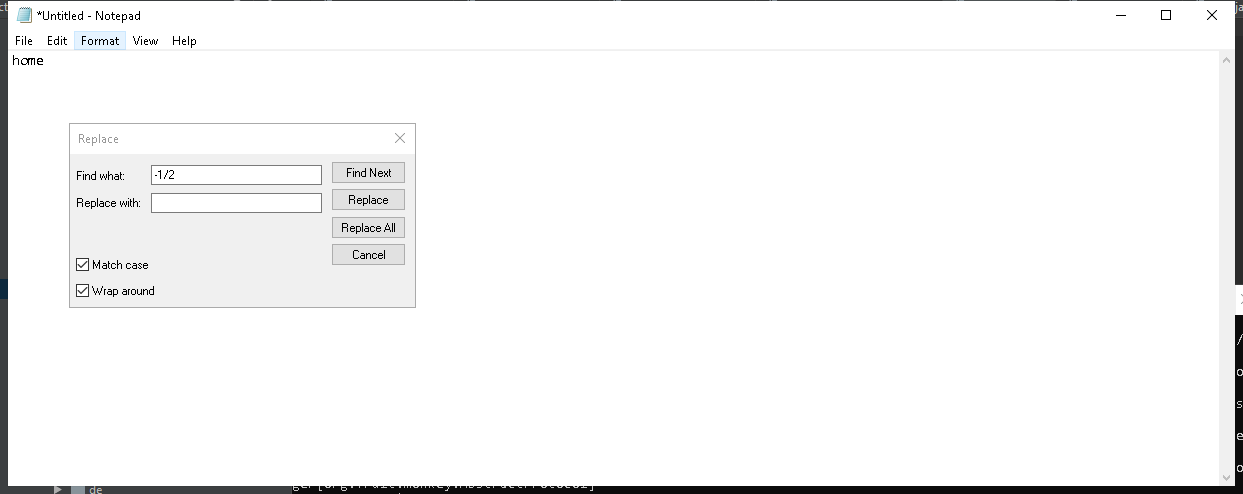 *Untitled - Notepad
File Edit Format View Help
home
Replace
Find what: -1/2 Find Next
Replace with: Replace
Replace All
Cancel
Match case
Wrap around
de